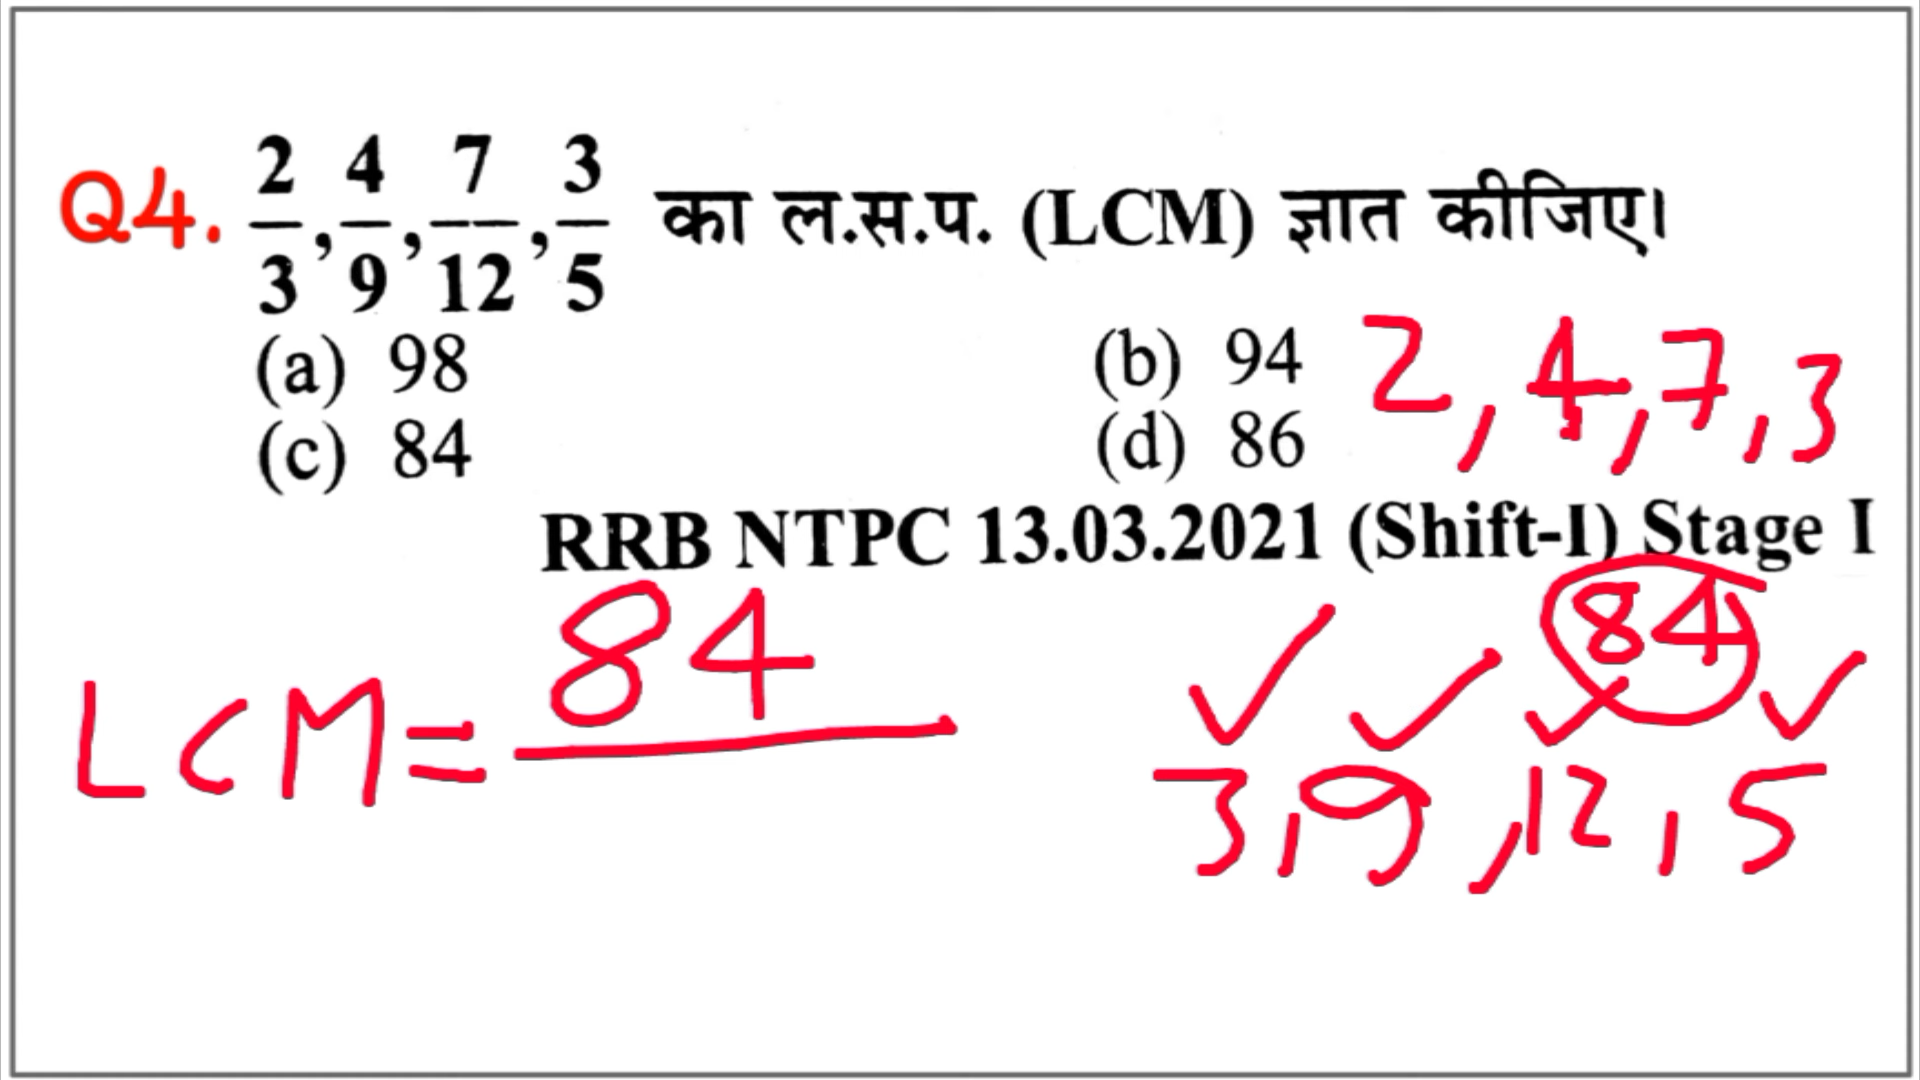 Q4. 2/3, 4/9, 7/12, 3/5 का ल.स.प. (LCM) ज्ञात कीजिए।
(a) 98 (b) 94
(c) 84 (d) 86
2, 4, 7, 3
RRB NTPC 13.03.2021 (Shift-I) Stage I
84
LCM = 84
3, 9, 12, 5